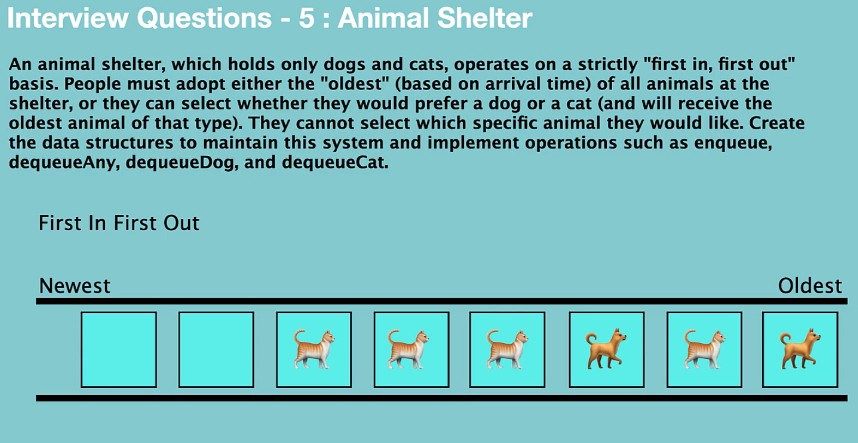 Interview Questions - 5 : Animal Shelter
An animal shelter, which holds only dogs and cats, operates on a strictly "first in, first out"
basis. People must adopt either the "oldest" (based on arrival time) of all animals at the
shelter, or they can select whether they would prefer a dog or a cat (and will receive the
oldest animal of that type). They cannot select which specific animal they would like. Create
the data structures to maintain this system and implement operations such as enqueue,
dequeueAny, dequeueDog, and dequeueCat.
First In First Out
Newest
Oldest